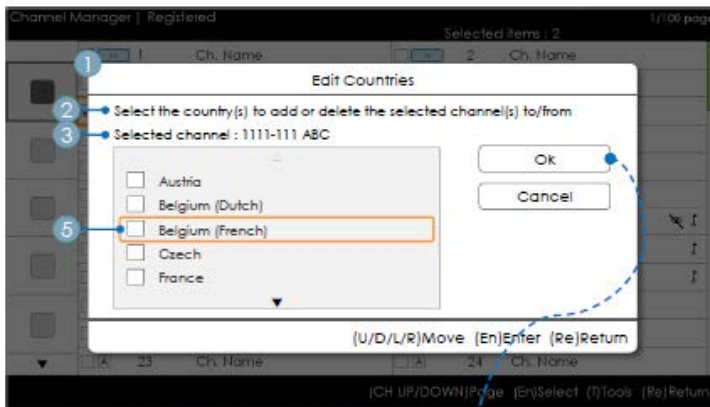 Channel Manager | Registered
1/100 page
Selected items : 2
1 Ch. Name
2 Ch. Name
1
Edit Countries
2
Select the country(s) to add or delete the selected channel(s) to/from
3
Selected channel : 1111-111 ABC
Ok
Austria
Cancel
Belgium (Dutch)
5
Belgium (French)
Czech
France
(U/D/L/R)Move (En)Enter (Re)Return
A 23 Ch. Name
A 24 Ch. Name
(CH UP/DOWN)Page (En)Select (T)Tools (Re)Return